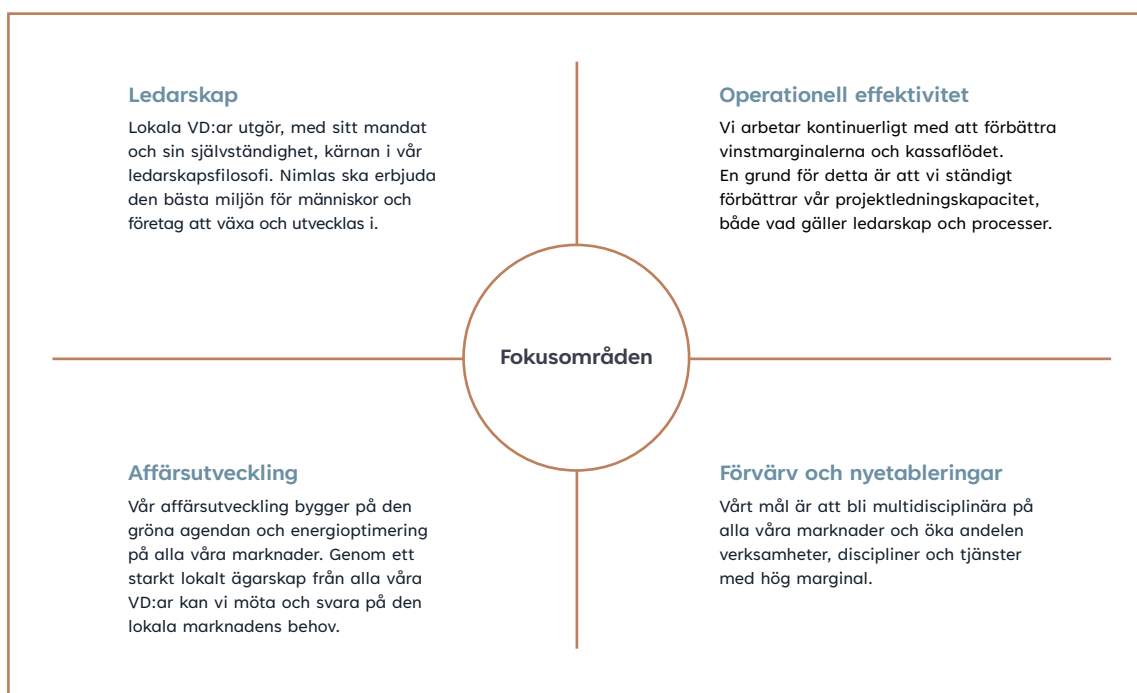 Ledarskap
Lokala VD:ar utgör, med sitt mandat
och sin självständighet, kärnan i vår
ledarskapsfilosofi. Nimlas ska erbjuda
den bästa miljön för människor och
företag att växa och utvecklas i.
Operationell effektivitet
Vi arbetar kontinuerligt med att förbättra
vinstmarginalerna och kassaflödet.
En grund för detta är att vi ständigt
förbättrar vår projektledningskapacitet,
både vad gäller ledarskap och processer.
Fokusområden
Affärsutveckling
Vår affärsutveckling bygger på den
gröna agendan och energioptimering
på alla våra marknader. Genom ett
starkt lokalt ägarskap från alla våra
VD:ar kan vi möta och svara på den
lokala marknadens behov.
Förvärv och nyetableringar
Vårt mål är att bli multidisciplinära på
alla våra marknader och öka andelen
verksamheter, discipliner och tjänster
med hög marginal.